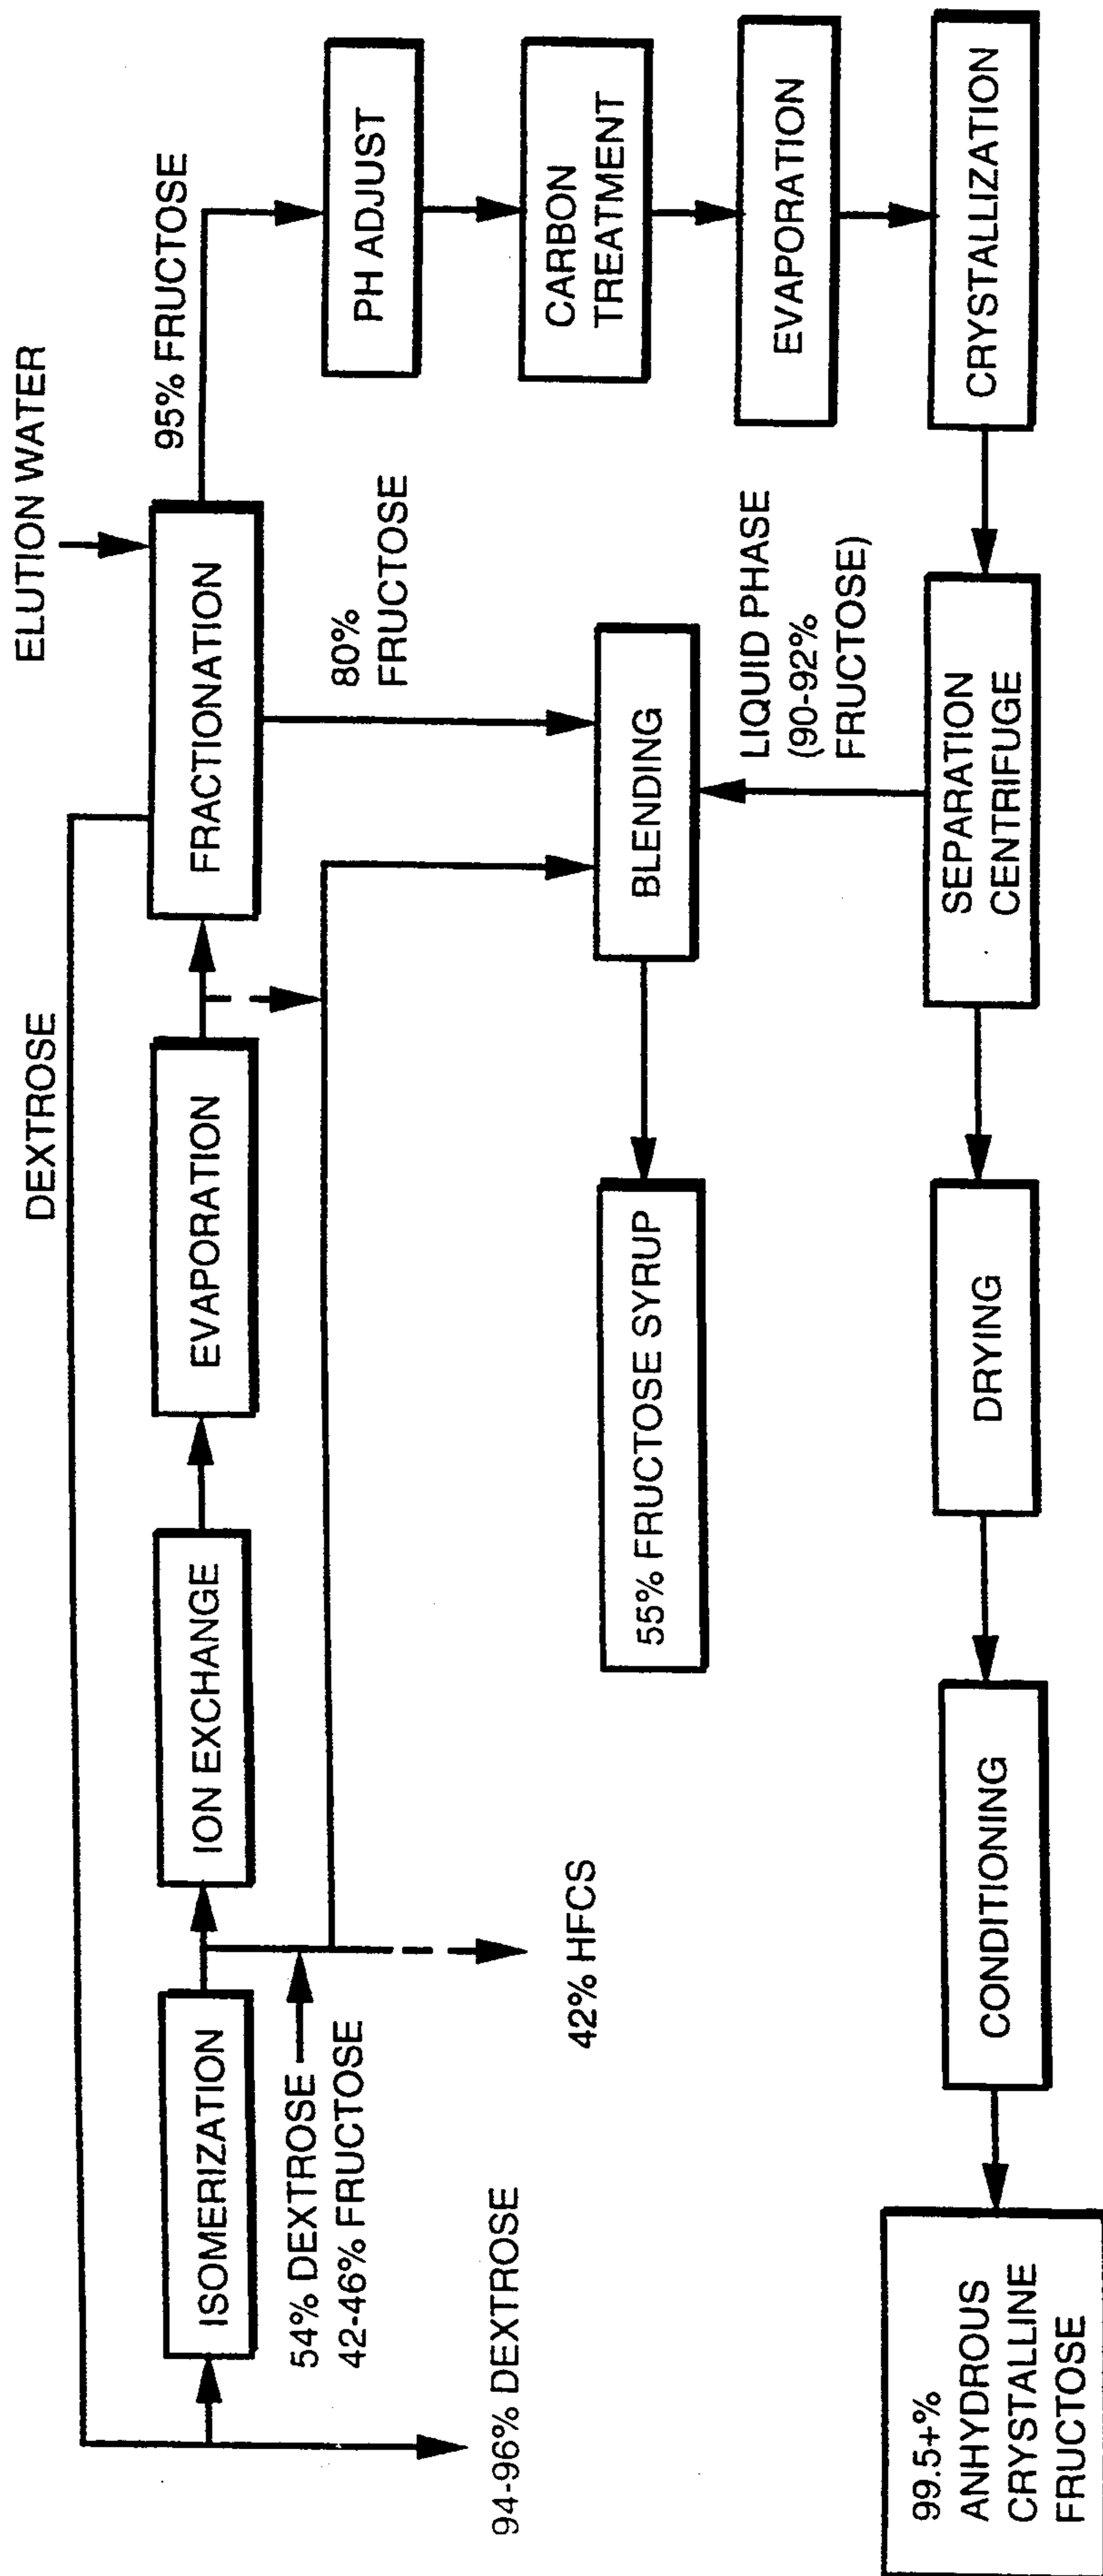 ELUTION WATER
DEXTROSE
95% FRUCTOSE
ISOMERIZATION
ION EXCHANGE
EVAPORATION
FRACTIONATION
54% DEXTROSE
42-46% FRUCTOSE
94-96% DEXTROSE
42% HFCS
80%
FRUCTOSE
PH ADJUST
CARBON
TREATMENT
EVAPORATION
CRYSTALLIZATION
55% FRUCTOSE SYRUP
BLENDING
LIQUID PHASE
(90-92%
FRUCTOSE)
SEPARATION
CENTRIFUGE
DRYING
CONDITIONING
99.5+%
ANHYDROUS
CRYSTALLINE
FRUCTOSE